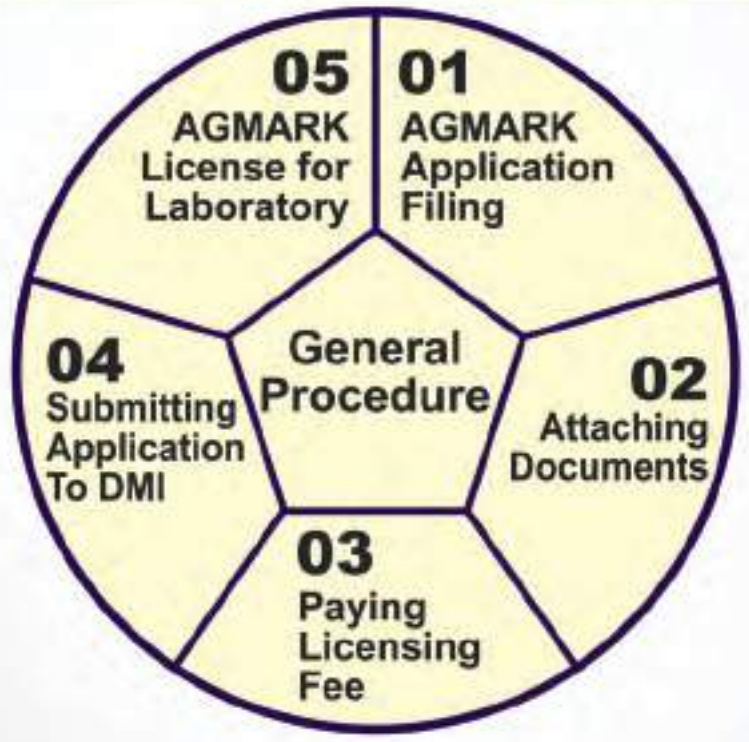 General
Procedure
01
AGMARK
Application
Filing
02
Attaching
Documents
03
Paying
Licensing
Fee
04
Submitting
Application
To DMI
05
AGMARK
License for
Laboratory